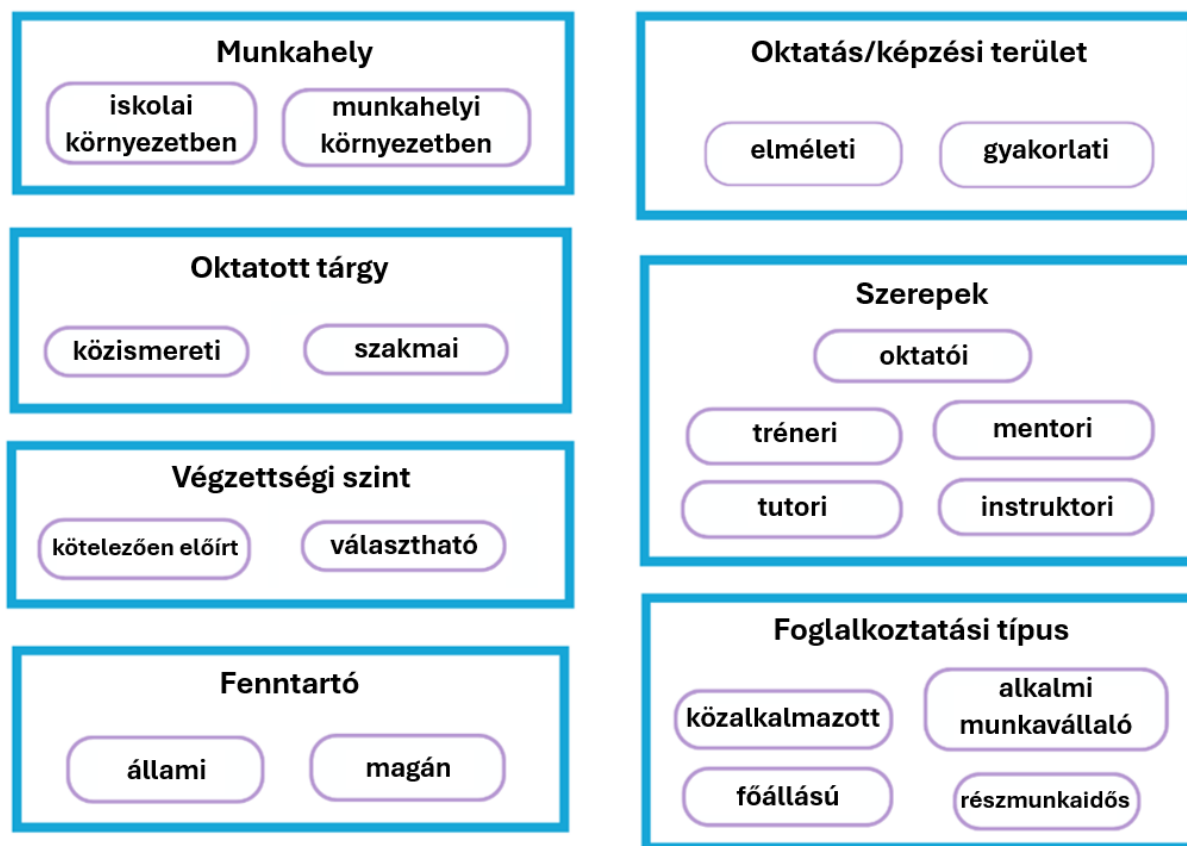 Munkahely
iskolai
környezetben
munkahelyi
környezetben
Oktatott tárgy
közismereti
szakmai
Végzettségi szint
kötelezően előírt
választható
Fenntartó
állami
magán
Oktatás/képzési terület
elméleti
gyakorlati
Szerepek
oktatói
tréneri
mentori
tutori
instruktori
Foglalkoztatási típus
közalkalmazott
alkalmi
munkavállaló
főállású
részmunkaidős